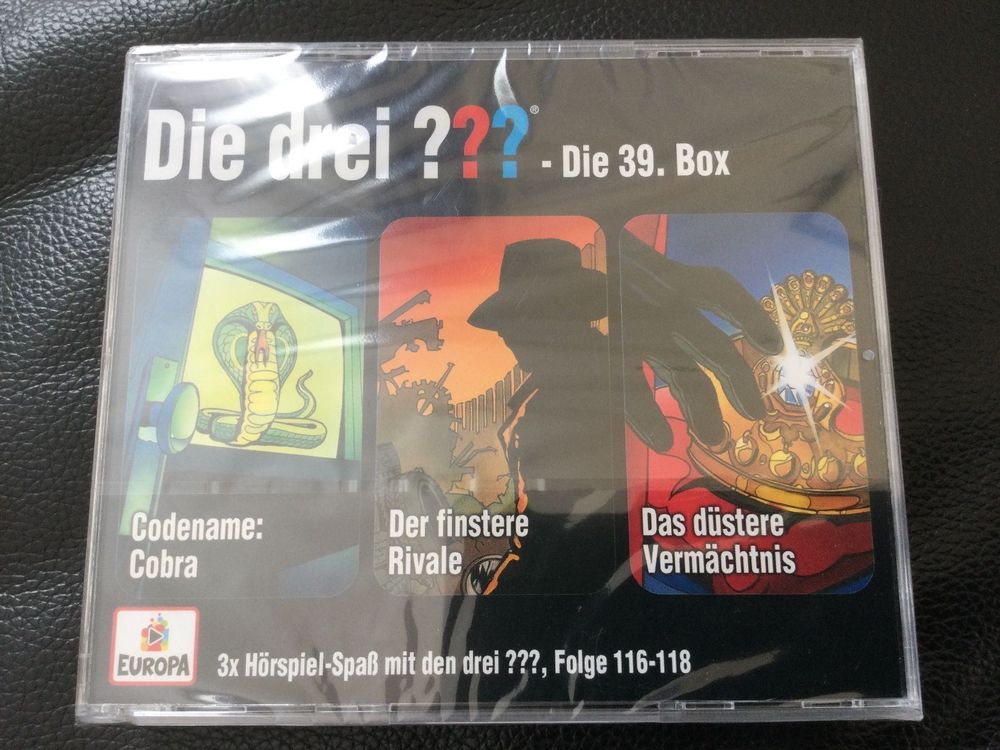 Die drei ???® - Die 39. Box
Codename:
Cobra
Der finstere
Rivale
Das düstere
Vermächtnis
EUROPA
3x Hörspiel-Spaß mit den drei ???, Folge 116-118